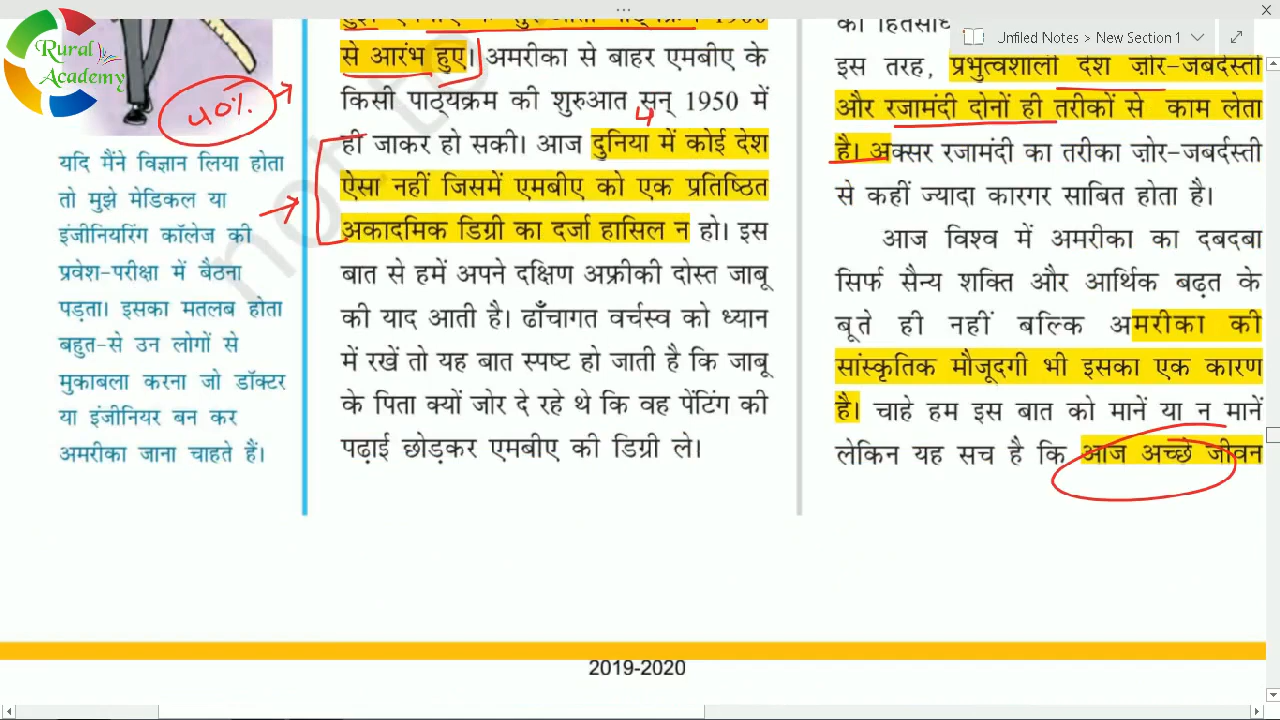 Rural
Academy
40%
यदि मैंने विज्ञान लिया होता
तो मुझे मेडिकल या
इंजीनियरिंग कॉलेज की
प्रवेश-परीक्षा में बैठना
पड़ता। इसका मतलब होता
बहुत-से उन लोगों से
मुकाबला करना जो डॉक्टर
या इंजीनियर बन कर
अमरीका जाना चाहते हैं।
से आरंभ हुए। अमरीका से बाहर एमबीए के
किसी पाठ्यक्रम की शुरुआत सन् 1950 में
ही जाकर हो सकी। आज दुनिया में कोई देश
ऐसा नहीं जिसमें एमबीए को एक प्रतिष्ठित
अकादमिक डिग्री का दर्जा हासिल न हो। इस
बात से हमें अपने दक्षिण अफ्रीकी दोस्त जाबू
की याद आती है। ढाँचागत वर्चस्व को ध्यान
में रखें तो यह बात स्पष्ट हो जाती है कि जाबू
के पिता क्यों जोर दे रहे थे कि वह पेंटिंग की
पढ़ाई छोड़कर एमबीए की डिग्री ले।
Unfiled Notes > New Section 1
इस तरह, प्रभुत्वशाली देश ज़ोर-जबर्दस्ती
और रजामंदी दोनों ही तरीकों से काम लेता
है। अक्सर रजामंदी का तरीका ज़ोर-जबर्दस्ती
से कहीं ज्यादा कारगर साबित होता है।
आज विश्व में अमरीका का दबदबा
सिर्फ सैन्य शक्ति और आर्थिक बढ़त के
बूते ही नहीं बल्कि अमरीका की
सांस्कृतिक मौजूदगी भी इसका एक कारण
है। चाहे हम इस बात को मानें या न मानें
लेकिन यह सच है कि आज अच्छे जीवन
2019-2020